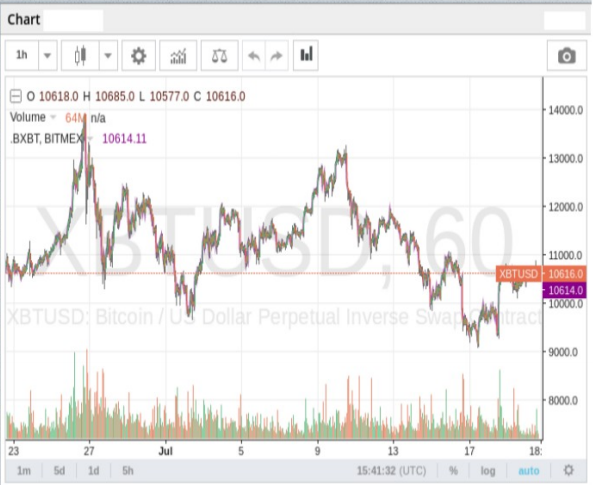 Chart
1h
O 10618.0 H 10685.0 L 10577.0 C 10616.0
Volume 64M n/a
.BXBT, BITMEX 10614.11
14000.0
13000.0
12000.0
11000.0
XBTUSD 10616.0
10614.0
10000.0
9000.0
8000.0
XBTUSD, 60
XBTUSD: Bitcoin / US Dollar Perpetual Inverse Swap Contract
23 27 Jul 5 9 13 17 18:
1m 5d 1d 5h 15:41:32 (UTC) % log auto